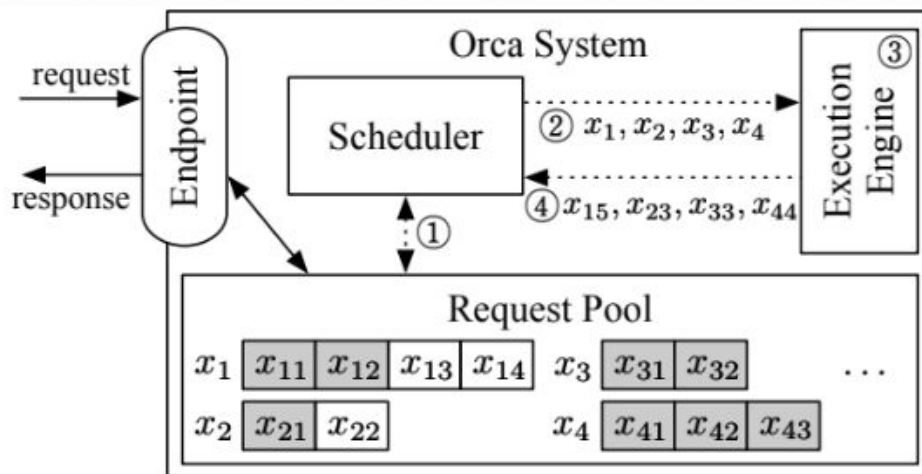 Orca System
request
response
Endpoint
Scheduler
② x₁, x₂, x₃, x₄
④ x₁₅, x₂₃, x₃₃, x₄₄
Execution
Engine
③
①
Request Pool
x₁ x₁₁ x₁₂ x₁₃ x₁₄ x₃ x₃₁ x₃₂ ...
x₂ x₂₁ x₂₂ x₄ x₄₁ x₄₂ x₄₃